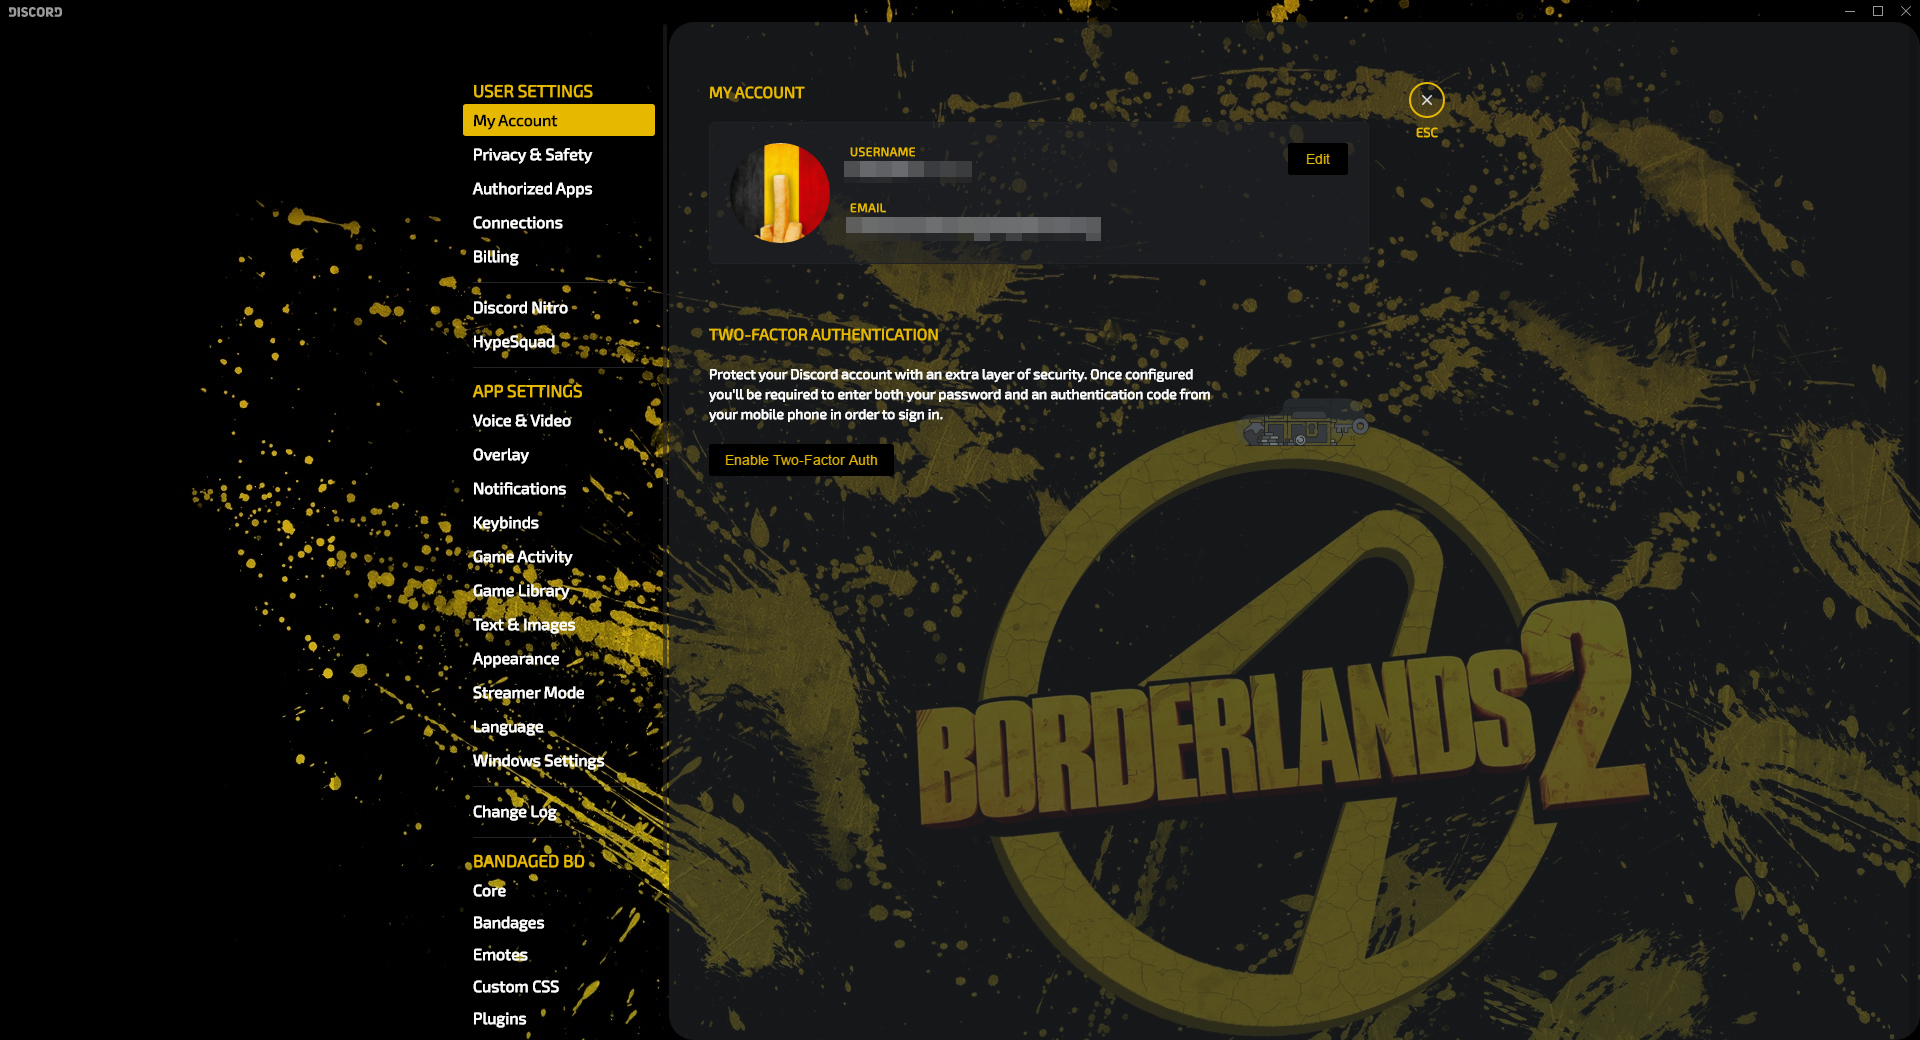 DISCORD
USER SETTINGS
My Account
Privacy & Safety
Authorized Apps
Connections
Billing
Discord Nitro
HypeSquad
APP SETTINGS
Voice & Video
Overlay
Notifications
Keybinds
Game Activity
Game Library
Text & Images
Appearance
Streamer Mode
Language
Windows Settings
Change Log
BANDAGED BD
Core
Bandages
Emotes
Custom CSS
Plugins
MY ACCOUNT
ESC
USERNAME
Edit
EMAIL
TWO-FACTOR AUTHENTICATION
Protect your Discord account with an extra layer of security. Once configured
you'll be required to enter both your password and an authentication code from
your mobile phone in order to sign in.
Enable Two-Factor Auth
BORDERLANDS 2